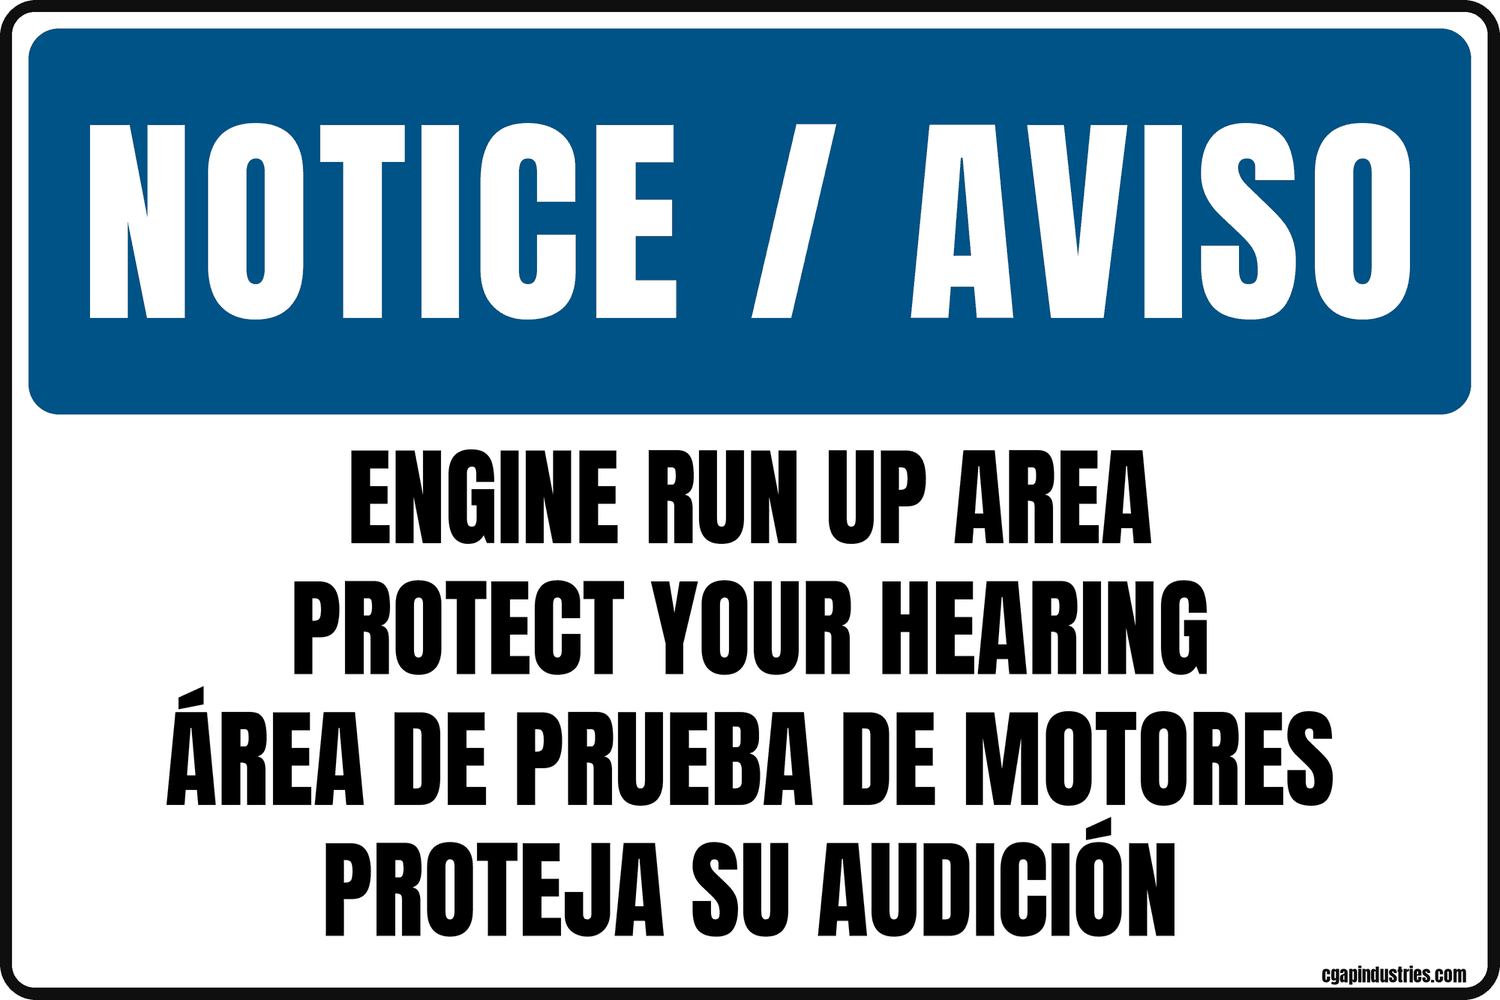 NOTICE / AVISO
ENGINE RUN UP AREA
PROTECT YOUR HEARING
ÁREA DE PRUEBA DE MOTORES
PROTEJA SU AUDICIÓN
cgapindustries.com